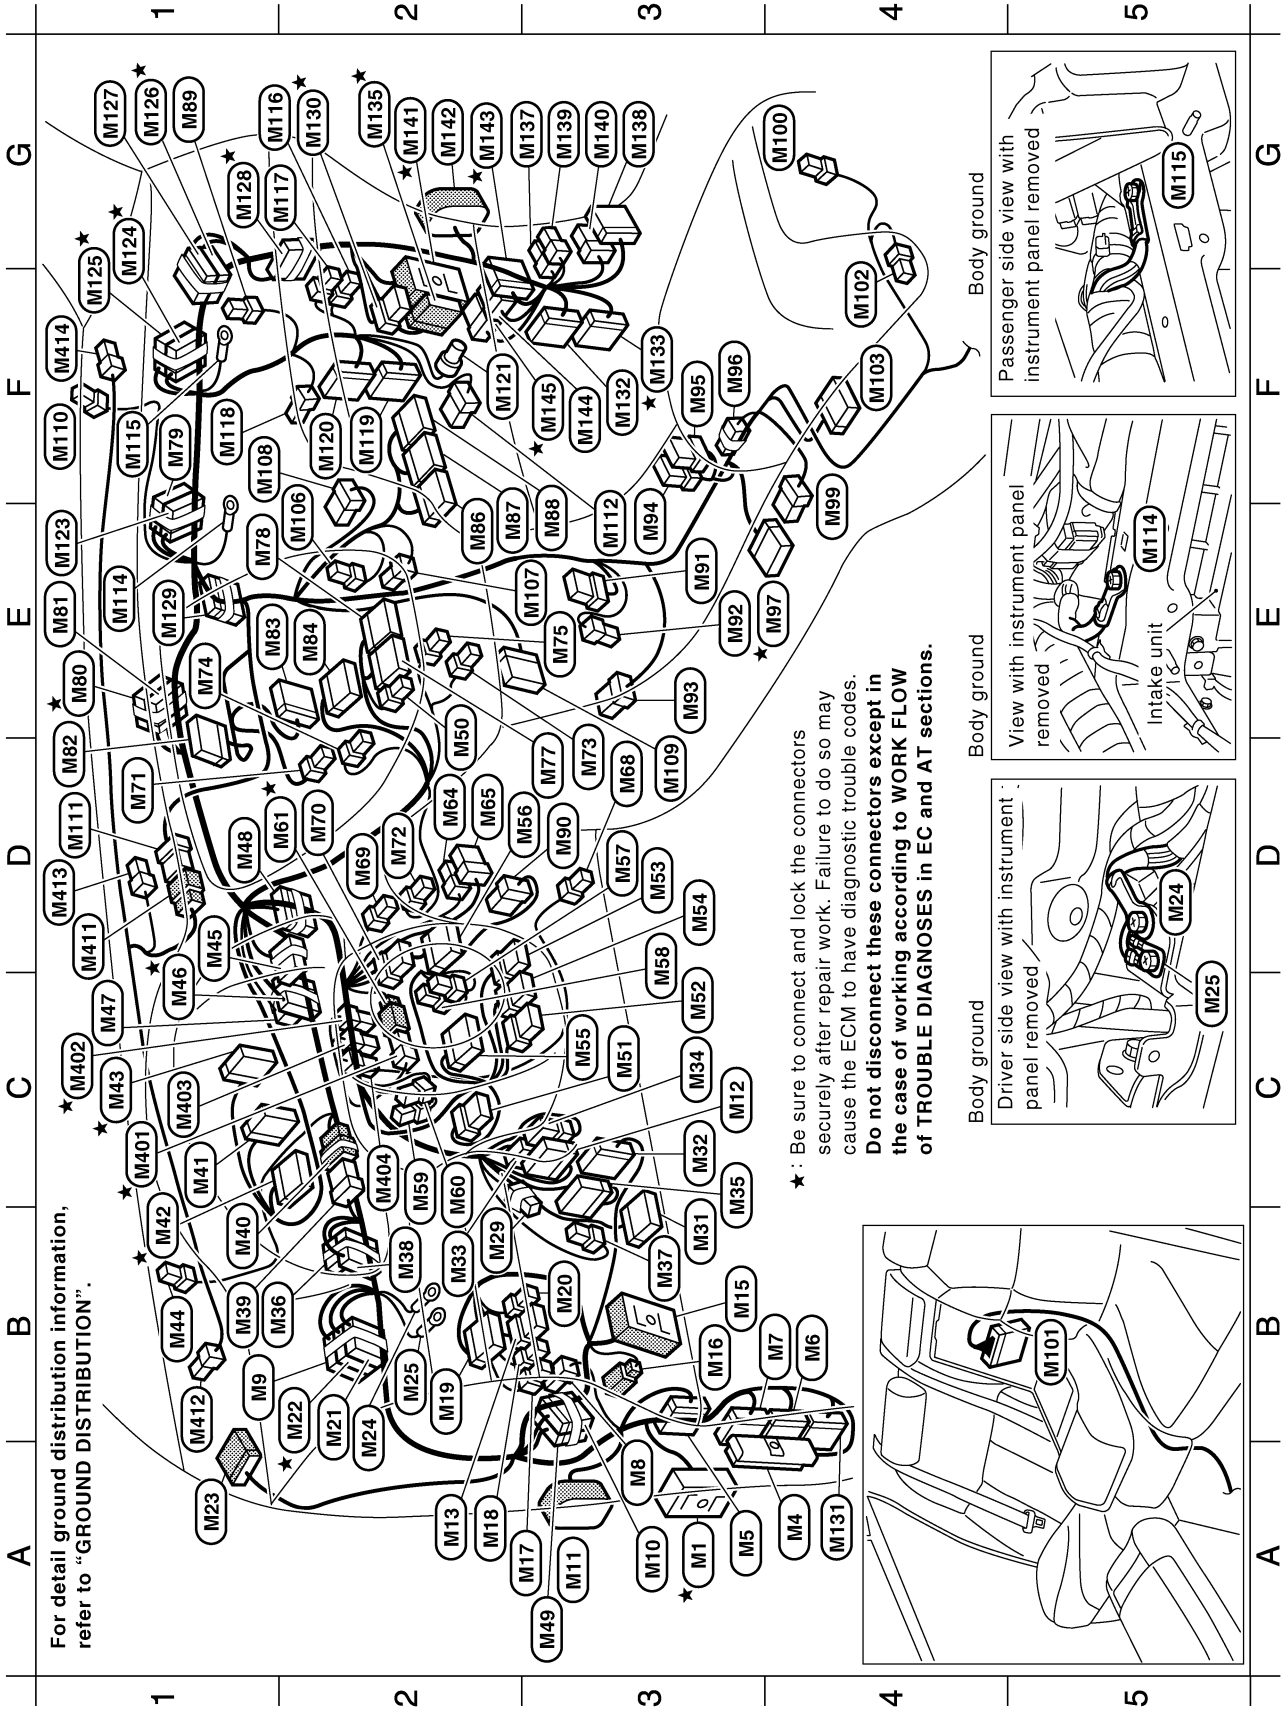 A
B
C
D
E
F
G
1
2
3
4
5
For detail ground distribution information,
refer to “GROUND DISTRIBUTION”.
M23
M412
M44
★
M42
★
M401
★
M43
★
M402
M47
★
M46
M411
M413
M111
M82
★
M80
M81
M123
M110
M414
M125
★
M124
★
M127
M126
★
M89
M128
★
M117
M116
M130
★
M135
★
M141
★
M142
M143
★
M137
M139
M140
M138
M9
M39
M36
M40
M41
M403
M45
M48
M71
★
M61
M70
M74
M129
M114
M115
M79
M118
M108
M106
M78
M83
M84
M120
M119
★
M22
M21
M24
M25
M38
M404
M59
M60
M33
M29
M19
M20
M69
M72
M64
M65
M56
M90
M50
M77
M73
M68
M109
M75
M107
M86
M87
M88
M112
M94
M121
M145
★
M144
M132
M133
★
M95
M96
M13
M18
M17
M49
M11
M10
M8
★
M1
M5
M4
M131
M16
M7
M6
M15
M37
M31
M35
M32
M12
M34
M51
M55
M52
M58
M54
M53
M57
M93
M92
M91
★
M97
M99
M103
M102
M100
★: Be sure to connect and lock the connectors
securely after repair work. Failure to do so may
cause the ECM to have diagnostic trouble codes.
Do not disconnect these connectors except in
the case of working according to WORK FLOW
of TROUBLE DIAGNOSES in EC and AT sections.
M101
Body ground
Driver side view with instrument
panel removed
M24
M25
Body ground
View with instrument panel
removed
M114
Intake unit
Body ground
Passenger side view with
instrument panel removed
M115
A
B
C
D
E
F
G
1
2
3
4
5